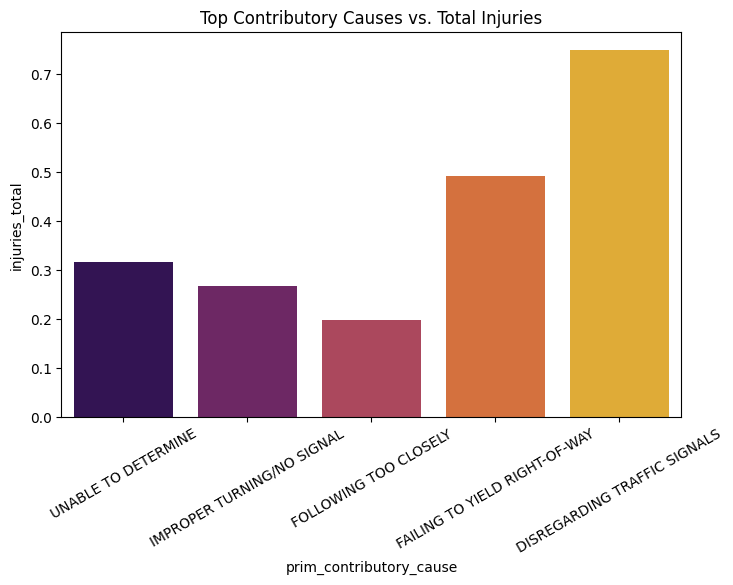 Top Contributory Causes vs. Total Injuries
injuries_total
0.7
0.6
0.5
0.4
0.3
0.2
0.1
0.0
UNABLE TO DETERMINE
IMPROPER TURNING/NO SIGNAL
FOLLOWING TOO CLOSELY
FAILING TO YIELD RIGHT-OF-WAY
DISREGARDING TRAFFIC SIGNALS
prim_contributory_cause